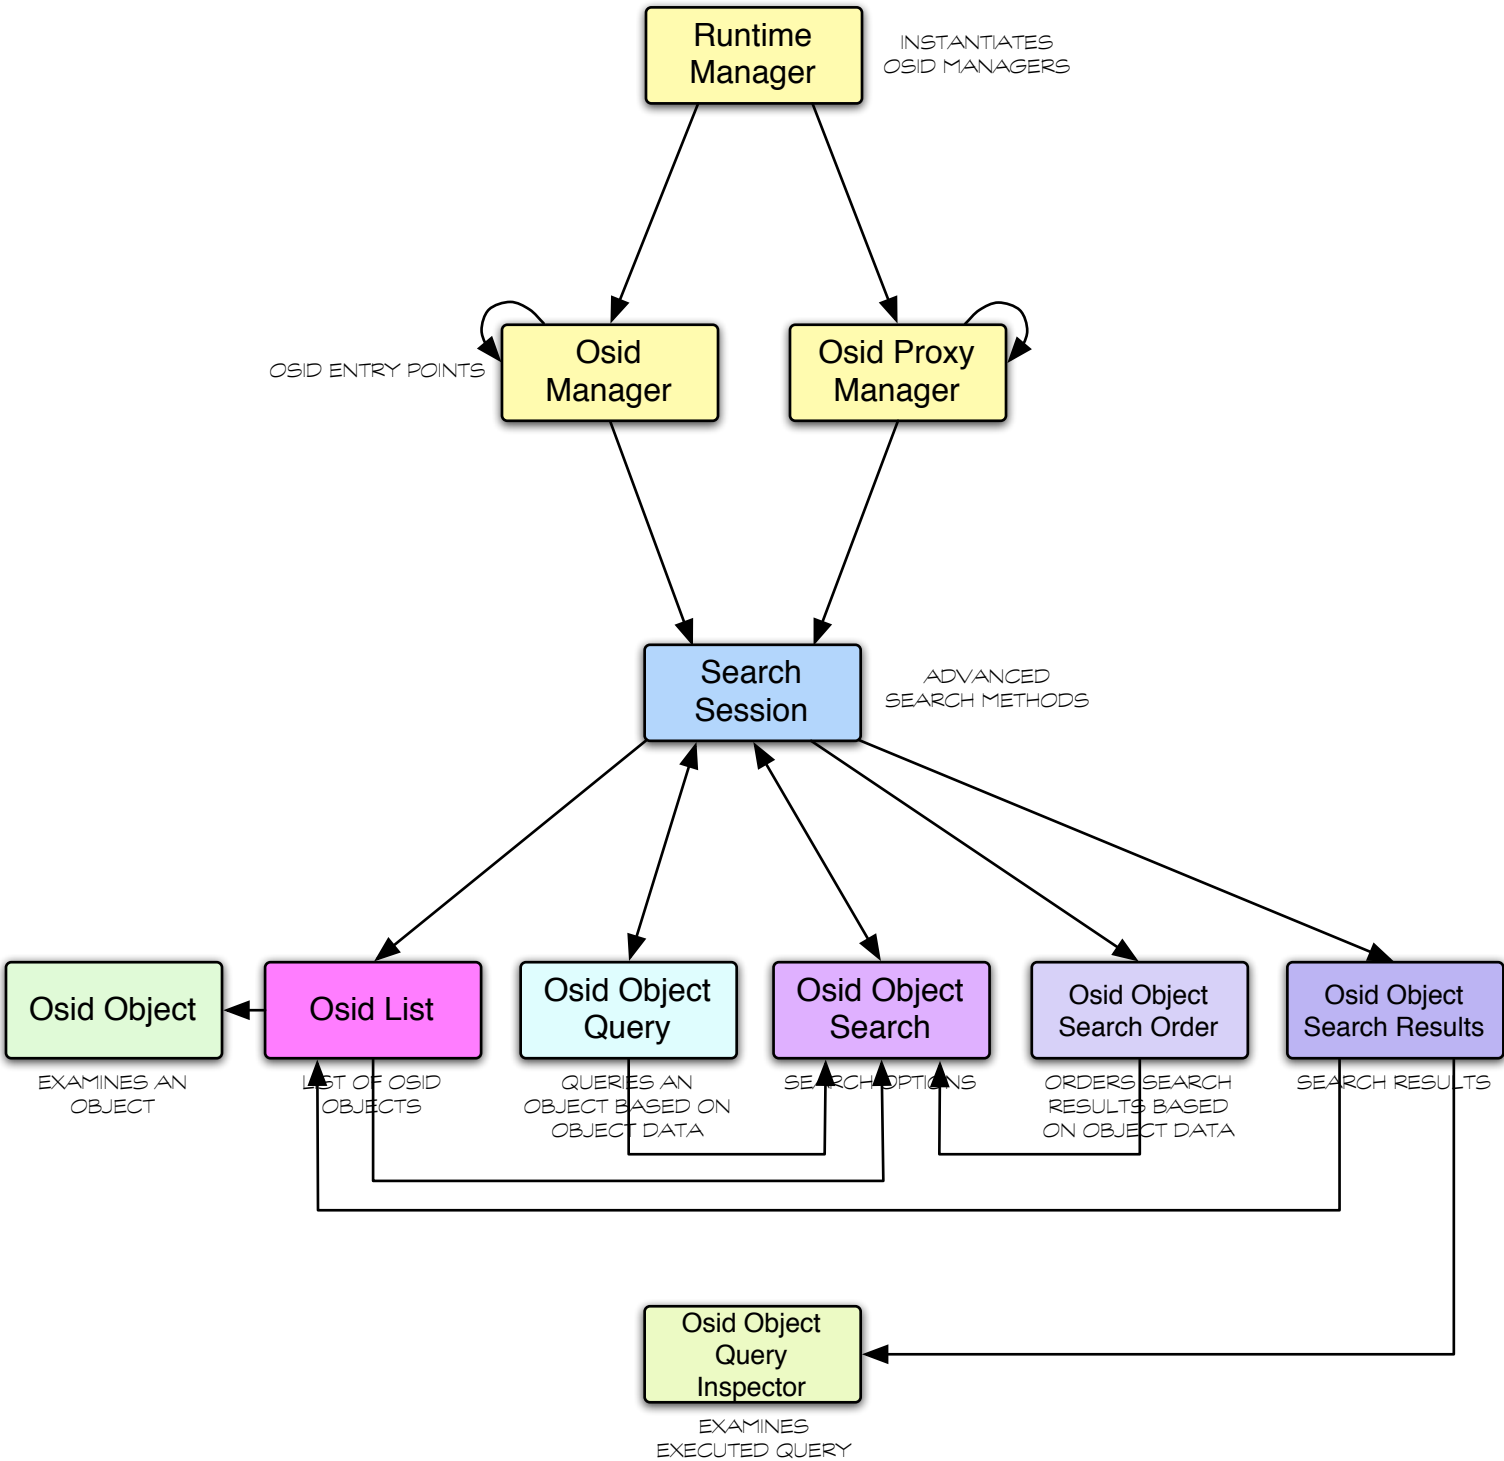 Runtime
Manager
INSTANTIATES
OSID MANAGERS
OSID ENTRY POINTS
Osid
Manager
Osid Proxy
Manager
Search
Session
ADVANCED
SEARCH METHODS
Osid Object
Osid List
Osid Object
Query
Osid Object
Search
Osid Object
Search Order
Osid Object
Search Results
EXAMINES AN
OBJECT
LIST OF OSID
OBJECTS
QUERIES AN
OBJECT BASED ON
OBJECT DATA
SEARCH OPTIONS
ORDERS SEARCH
RESULTS BASED
ON OBJECT DATA
SEARCH RESULTS
Osid Object
Query
Inspector
EXAMINES
EXECUTED QUERY